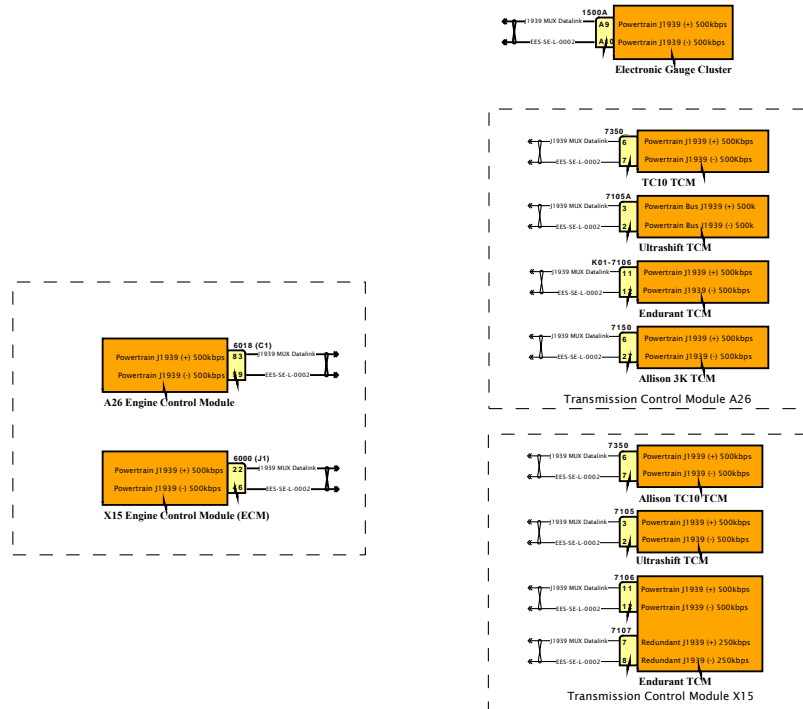 1500A
J1939 MUX Datalink A9 Powertrain J1939 (+) 500kbps
EES-SE-L-0002 A10 Powertrain J1939 (-) 500kbps
Electronic Gauge Cluster
7350
J1939 MUX Datalink 6 Powertrain J1939 (+) 500Kbps
EES-SE-L-0002 7 Powertrain J1939 (-) 500Kbps
TC10 TCM
7105A
J1939 MUX Datalink 3 Powertrain Bus J1939 (+) 500k
EES-SE-L-0002 2 Powertrain Bus J1939 (-) 500k
Ultrashift TCM
K01-7106
J1939 MUX Datalink 11 Powertrain J1939 (+) 500kbps
EES-SE-L-0002 12 Powertrain J1939 (-) 500kbps
Endurant TCM
7150
J1939 MUX Datalink 6 Powertrain J1939 (+) 500kbps
EES-SE-L-0002 27 Powertrain J1939 (-) 500kbps
Allison 3K TCM
Transmission Control Module A26
6018 (C1)
Powertrain J1939 (+) 500kbps 83 J1939 MUX Datalink
Powertrain J1939 (-) 500kbps 59 EES-SE-L-0002
A26 Engine Control Module
6000 (J1)
Powertrain J1939 (+) 500kbps 22 J1939 MUX Datalink
Powertrain J1939 (-) 500kbps 46 EES-SE-L-0002
X15 Engine Control Module (ECM)
7350
J1939 MUX Datalink 6 Powertrain J1939 (+) 500kbps
EES-SE-L-0002 7 Powertrain J1939 (-) 500kbps
Allison TC10 TCM
7105
J1939 MUX Datalink 3 Powertrain J1939 (+) 500kbps
EES-SE-L-0002 2 Powertrain J1939 (-) 500kbps
Ultrashift TCM
7106
J1939 MUX Datalink 11 Powertrain J1939 (+) 500kbps
EES-SE-L-0002 12 Powertrain J1939 (-) 500kbps
7107
J1939 MUX Datalink 7 Redundant J1939 (+) 250kbps
EES-SE-L-0002 8 Redundant J1939 (-) 250kbps
Endurant TCM
Transmission Control Module X15